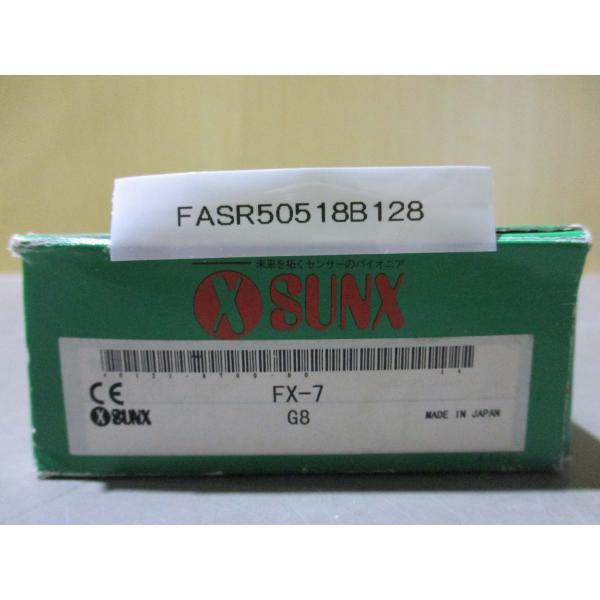 FASR50518B128
未来を拓くセンサーのパイオニア
SUNX
CE
FX-7
SUNX
G8
MADE IN JAPAN